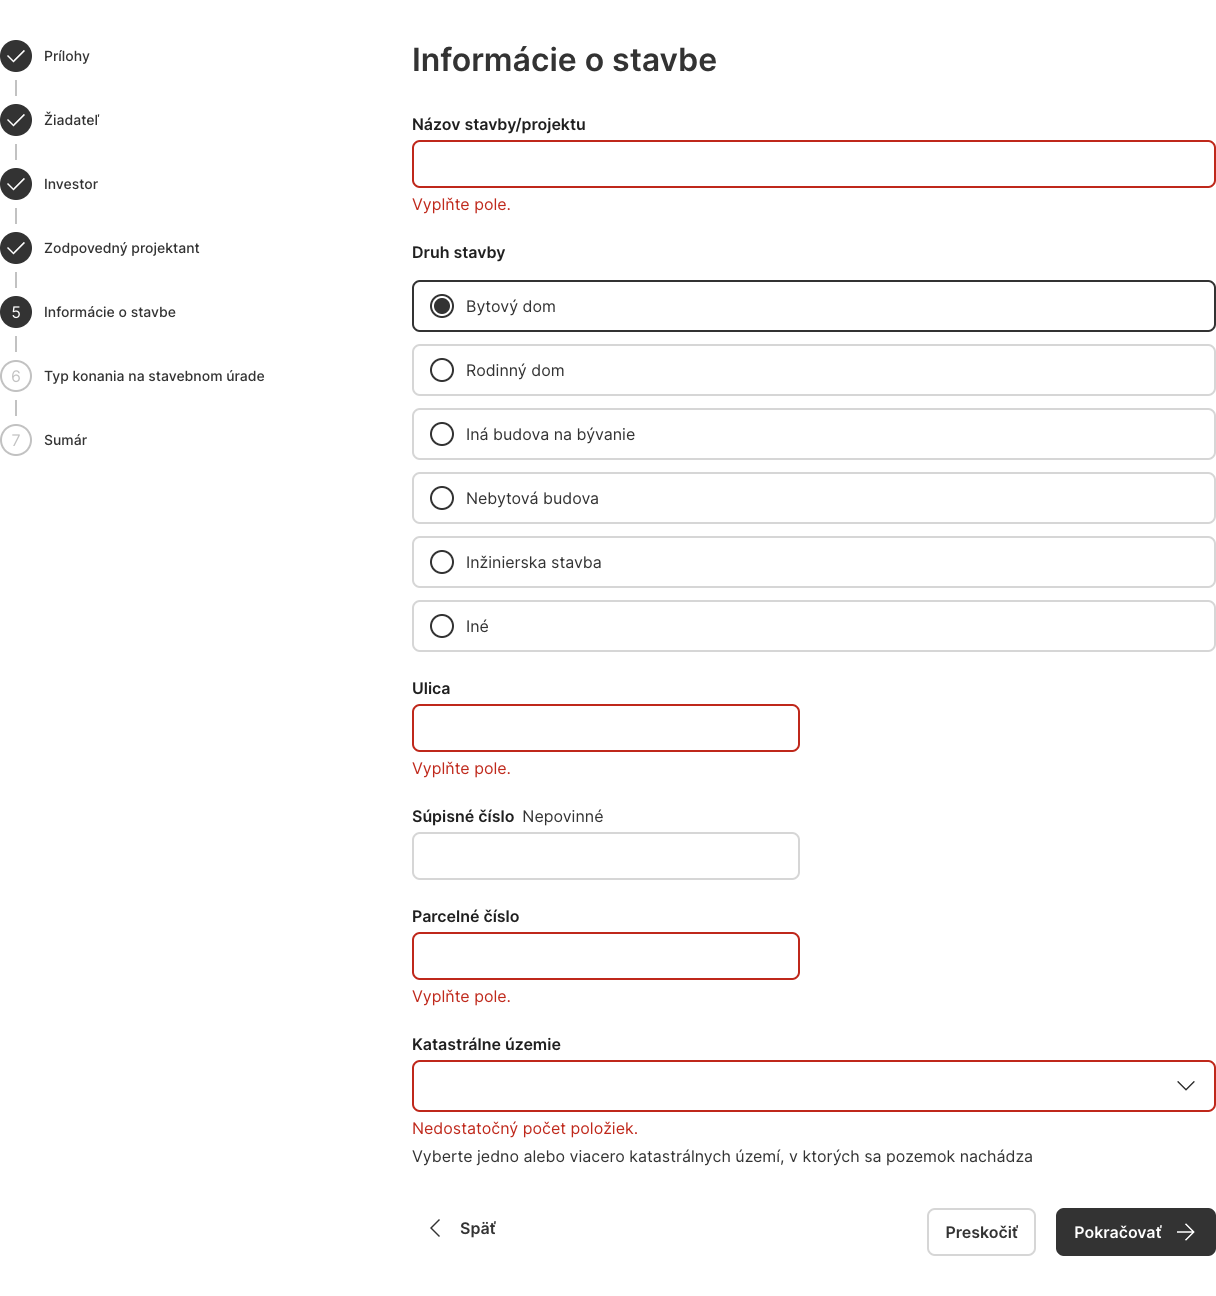 Prílohy
Žiadateľ
Investor
Zodpovedný projektant
5 Informácie o stavbe
6 Typ konania na stavebnom úrade
7 Sumár
Informácie o stavbe
Názov stavby/projektu
Vyplňte pole.
Druh stavby
Bytový dom
Rodinný dom
Iná budova na bývanie
Nebytová budova
Inžinierska stavba
Iné
Ulica
Vyplňte pole.
Súpisné číslo Nepovinné
Parcelné číslo
Vyplňte pole.
Katastrálne územie
Nedostatočný počet položiek.
Vyberte jedno alebo viacero katastrálnych území, v ktorých sa pozemok nachádza
Späť
Preskočiť
Pokračovať